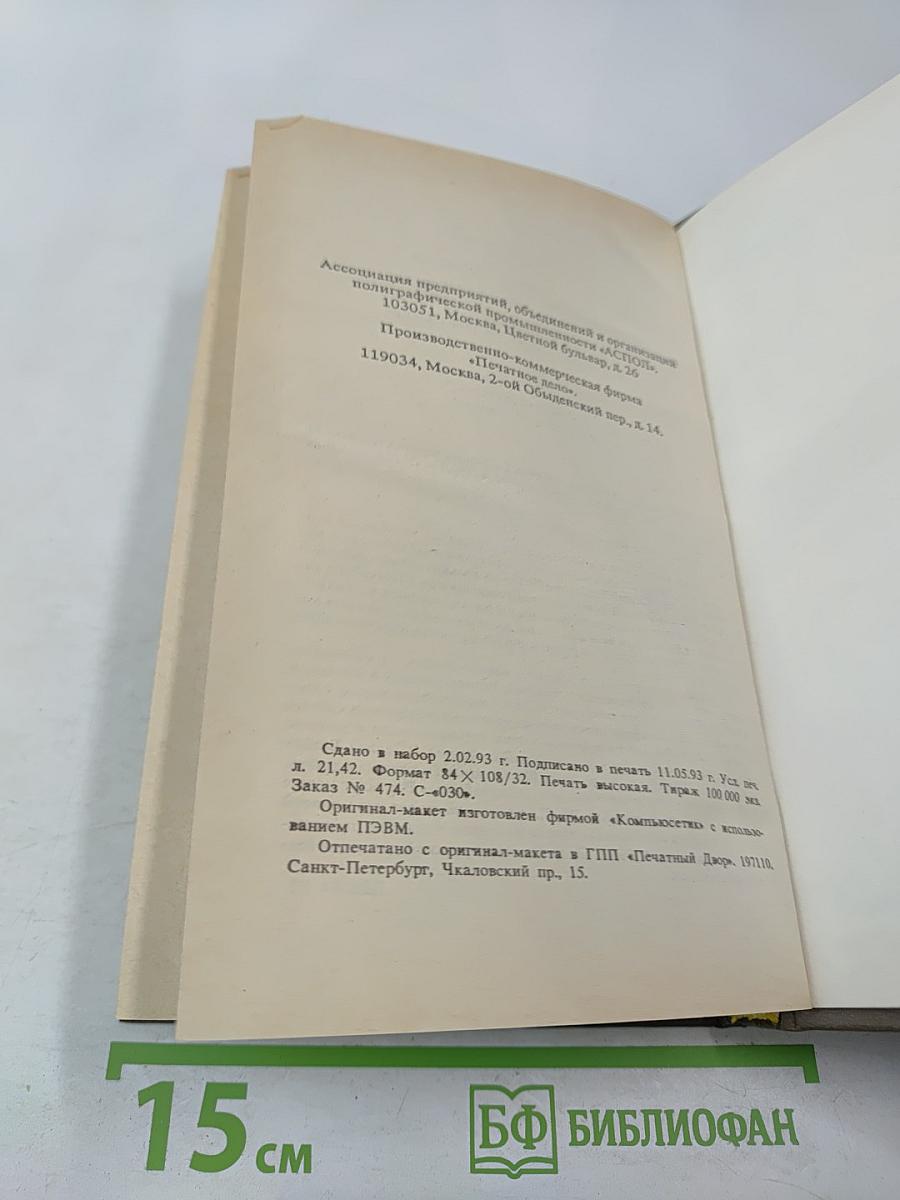 Ассоциация предприятий, объединений и организаций
полиграфической промышленности «АСПОЛ».
103051, Москва, Цветной бульвар, д. 26
Производственно-коммерческая фирма
«Печатное дело».
119034, Москва, 2-ой Обыденский пер., д. 14.
Сдано в набор 2.02.93 г. Подписано в печать 11.05.93 г. Усл. печ.
л. 21,42. Формат 84×108/32. Печать высокая. Тираж 100 000 экз.
Заказ № 474. С-«030».
Оригинал-макет изготовлен фирмой «Компьюсетик» с использо-
ванием ПЭВМ.
Отпечатано с оригинал-макета в ГПП «Печатный Двор». 197110.
Санкт-Петербург, Чкаловский пр., 15.
15 см
БФ БИБЛИОФАН